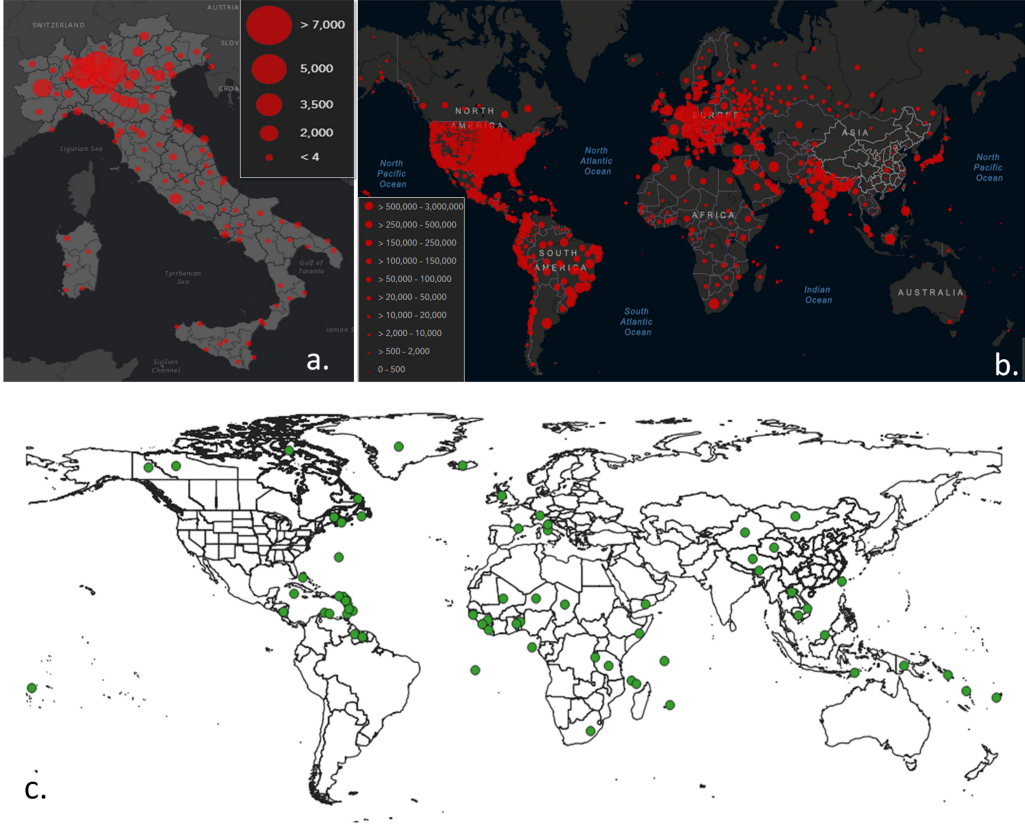 AUSTRIA
SWITZERLAND
SLOV
CROA
Ligurian Sea
Tyrrhenian
Sea
Gulf of
Taranto
Ionian S
Sicilian
Channel
> 7,000
5,000
3,500
2,000
< 4
a.
NORTH
AMERICA
EUROPE
ASIA
North
Pacific
Ocean
North
Atlantic
Ocean
North
Pacific
Ocean
AFRICA
SOUTH
AMERICA
Indian
Ocean
AUSTRALIA
South
Atlantic
Ocean
> 500,000 - 3,000,000
> 250,000 - 500,000
> 150,000 - 250,000
> 100,000 - 150,000
> 50,000 - 100,000
> 20,000 - 50,000
> 10,000 - 20,000
> 2,000 - 10,000
> 500 - 2,000
0 - 500
b.
c.